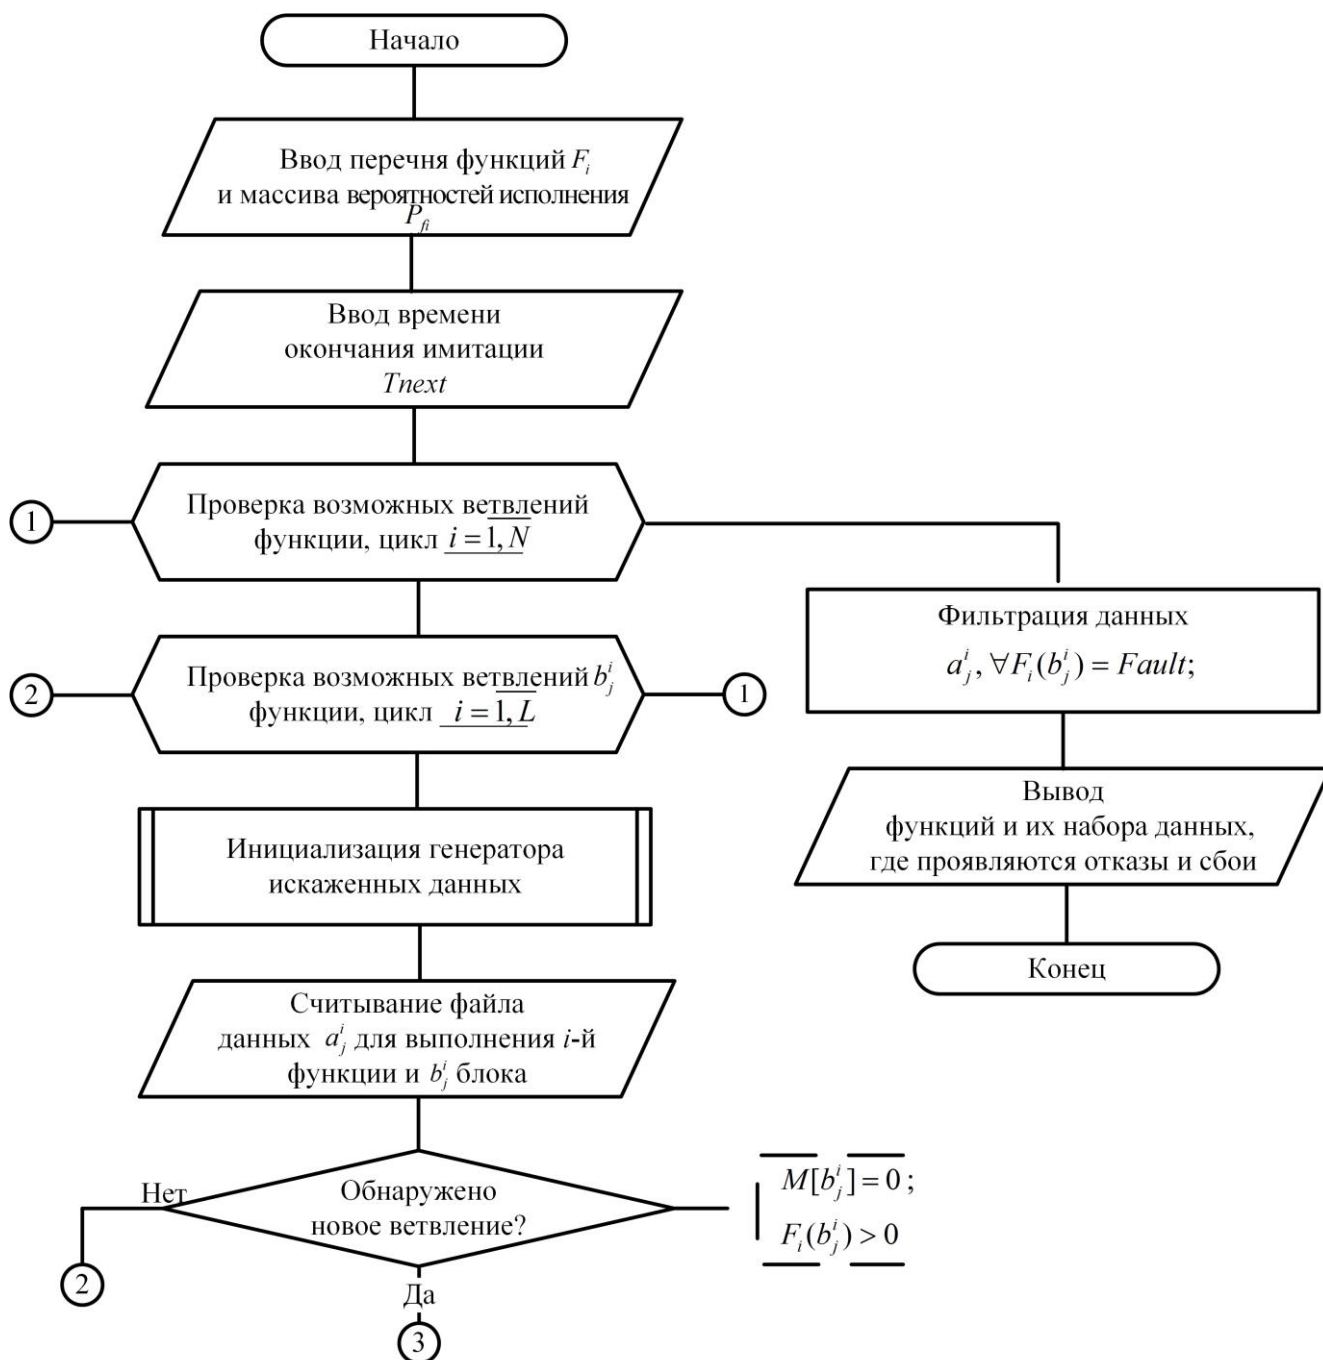 Начало
Ввод перечня функций F_i
и массива вероятностей исполнения
P_fi
Ввод времени
окончания имитации
Tnext
1
Проверка возможных ветвлений
функции, цикл i = 1, N
2
Проверка возможных ветвлений b_j^i
функции, цикл i = 1, L
1
Инициализация генератора
искаженных данных
Считывание файла
данных a_j^i для выполнения i-й
функции и b_j^i блока
Нет
Обнаружено
новое ветвление?
M[b_j^i] = 0;
F_i(b_j^i) > 0
2
Да
3
Фильтрация данных
a_j^i, ∀F_i(b_j^i) = Fault;
Вывод
функций и их набора данных,
где проявляются отказы и сбои
Конец